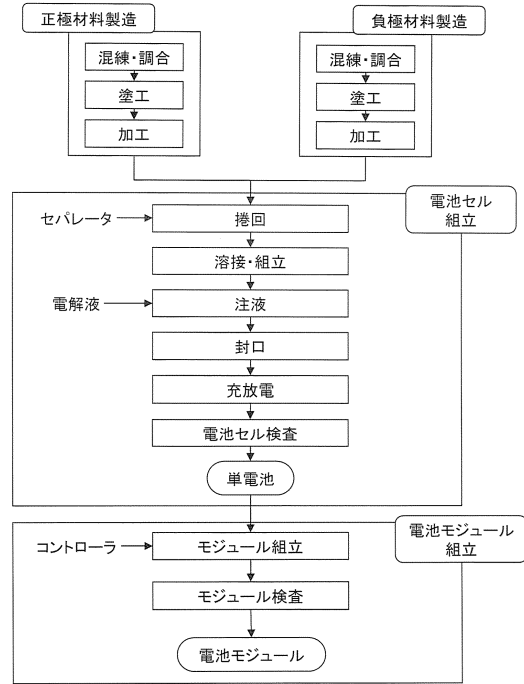 正極材料製造
混練・調合
塗工
加工
負極材料製造
混練・調合
塗工
加工
電池セル
組立
セパレータ
捲回
溶接・組立
電解液
注液
封口
充放電
電池セル検査
単電池
電池モジュール
組立
コントローラ
モジュール組立
モジュール検査
電池モジュール